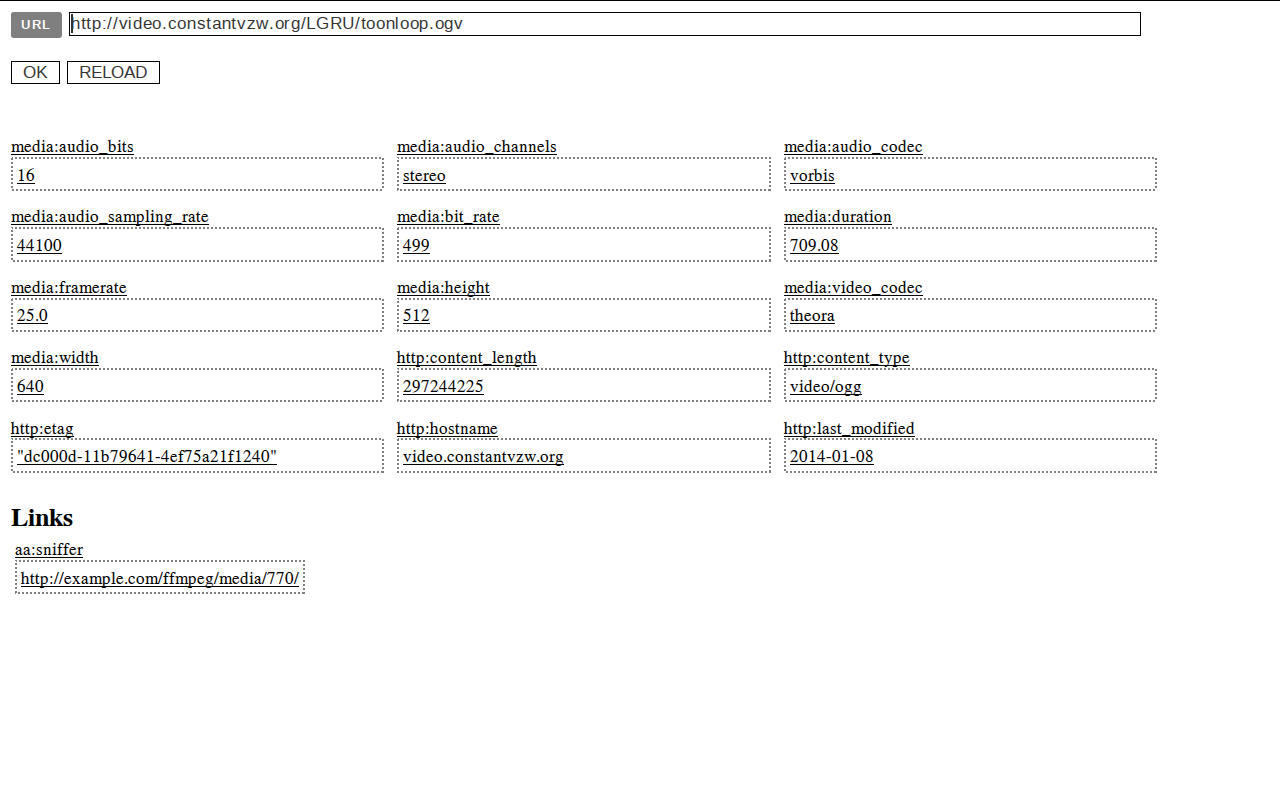 URL http://video.constantvzw.org/LGRU/toonloop.ogv
OK RELOAD
media:audio_bits media:audio_channels media:audio_codec
16 stereo vorbis
media:audio_sampling_rate media:bit_rate media:duration
44100 499 709.08
media:framerate media:height media:video_codec
25.0 512 theora
media:width http:content_length http:content_type
640 297244225 video/ogg
http:etag http:hostname http:last_modified
"dc000d-11b79641-4ef75a21f1240" video.constantvzw.org 2014-01-08
Links
aa:sniffer
http://example.com/ffmpeg/media/770/